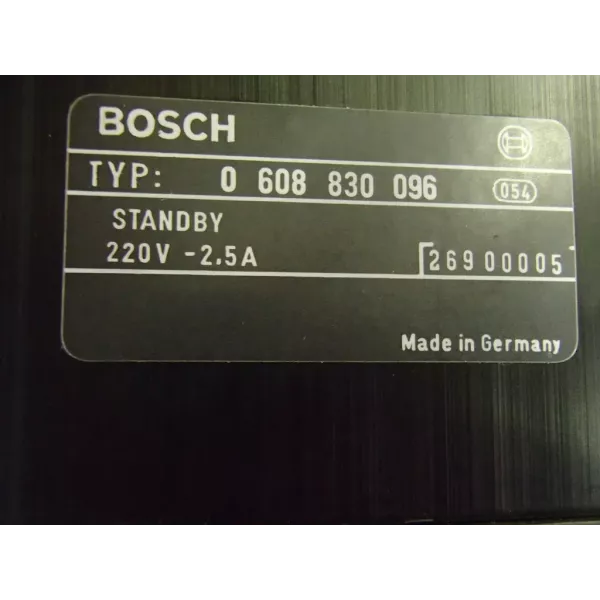 BOSCH
TYP: 0 608 830 096 054
STANDBY
220V -2.5A 26900005
Made in Germany